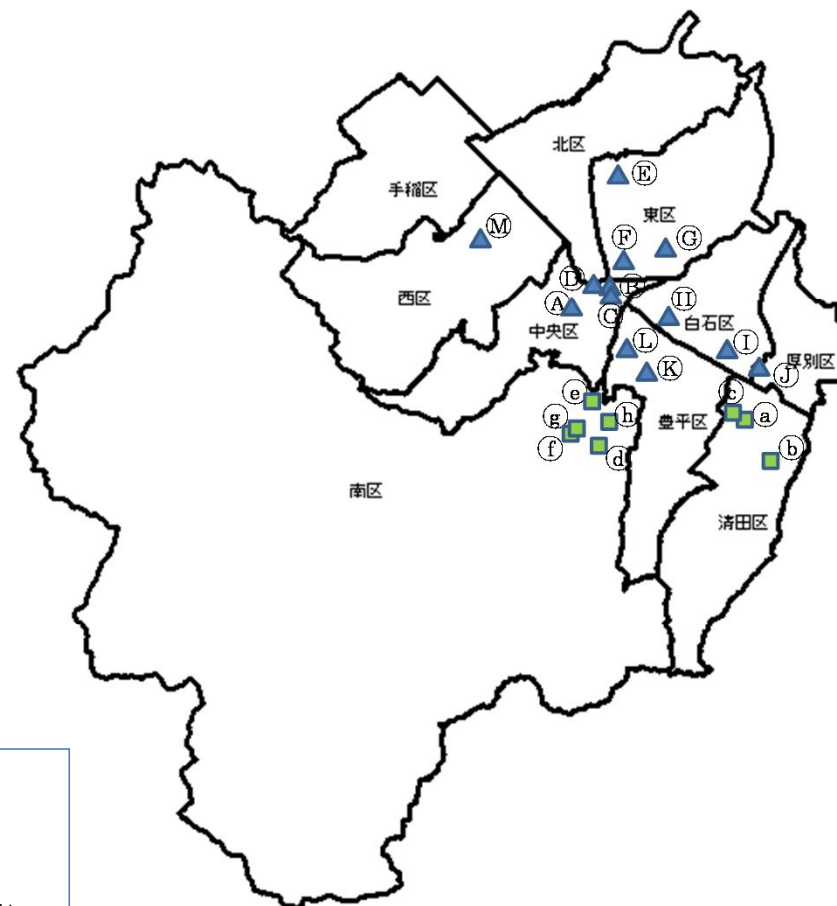 北区
Ⓔ
手稲区
東区
Ⓜ
Ⓕ
Ⓖ
西区
Ⓓ
Ⓑ
Ⓐ
Ⓒ
中央区
Ⓗ
白石区
Ⓛ
Ⓘ
Ⓚ
Ⓙ
厚別区
ⓔ
ⓒ
ⓐ
ⓖ
ⓗ
豊平区
ⓕ
ⓓ
ⓑ
南区
清田区